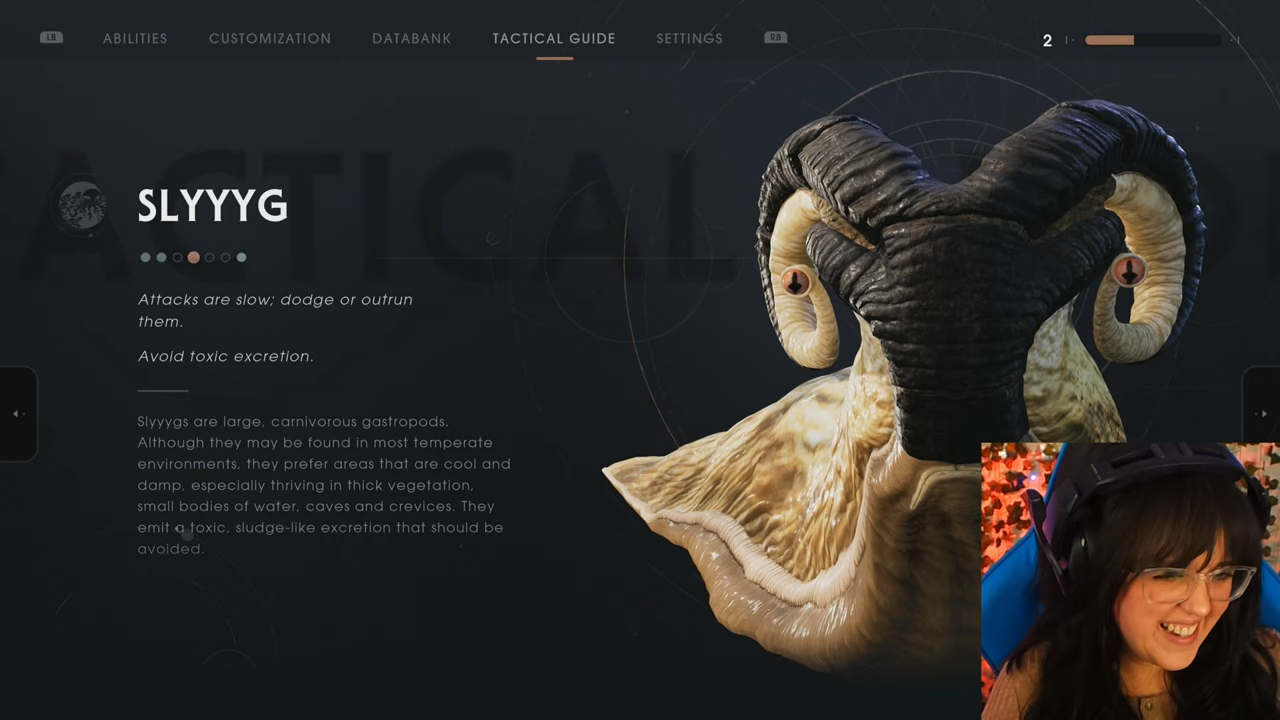 LB ABILITIES CUSTOMIZATION DATABANK TACTICAL GUIDE SETTINGS RB 2
TACTICAL
SLYYYG
Attacks are slow; dodge or outrun
them.
Avoid toxic excretion.
Slyyygs are large, carnivorous gastropods.
Although they may be found in most temperate
environments, they prefer areas that are cool and
damp, especially thriving in thick vegetation,
small bodies of water, caves and crevices. They
emit a toxic, sludge-like excretion that should be
avoided.